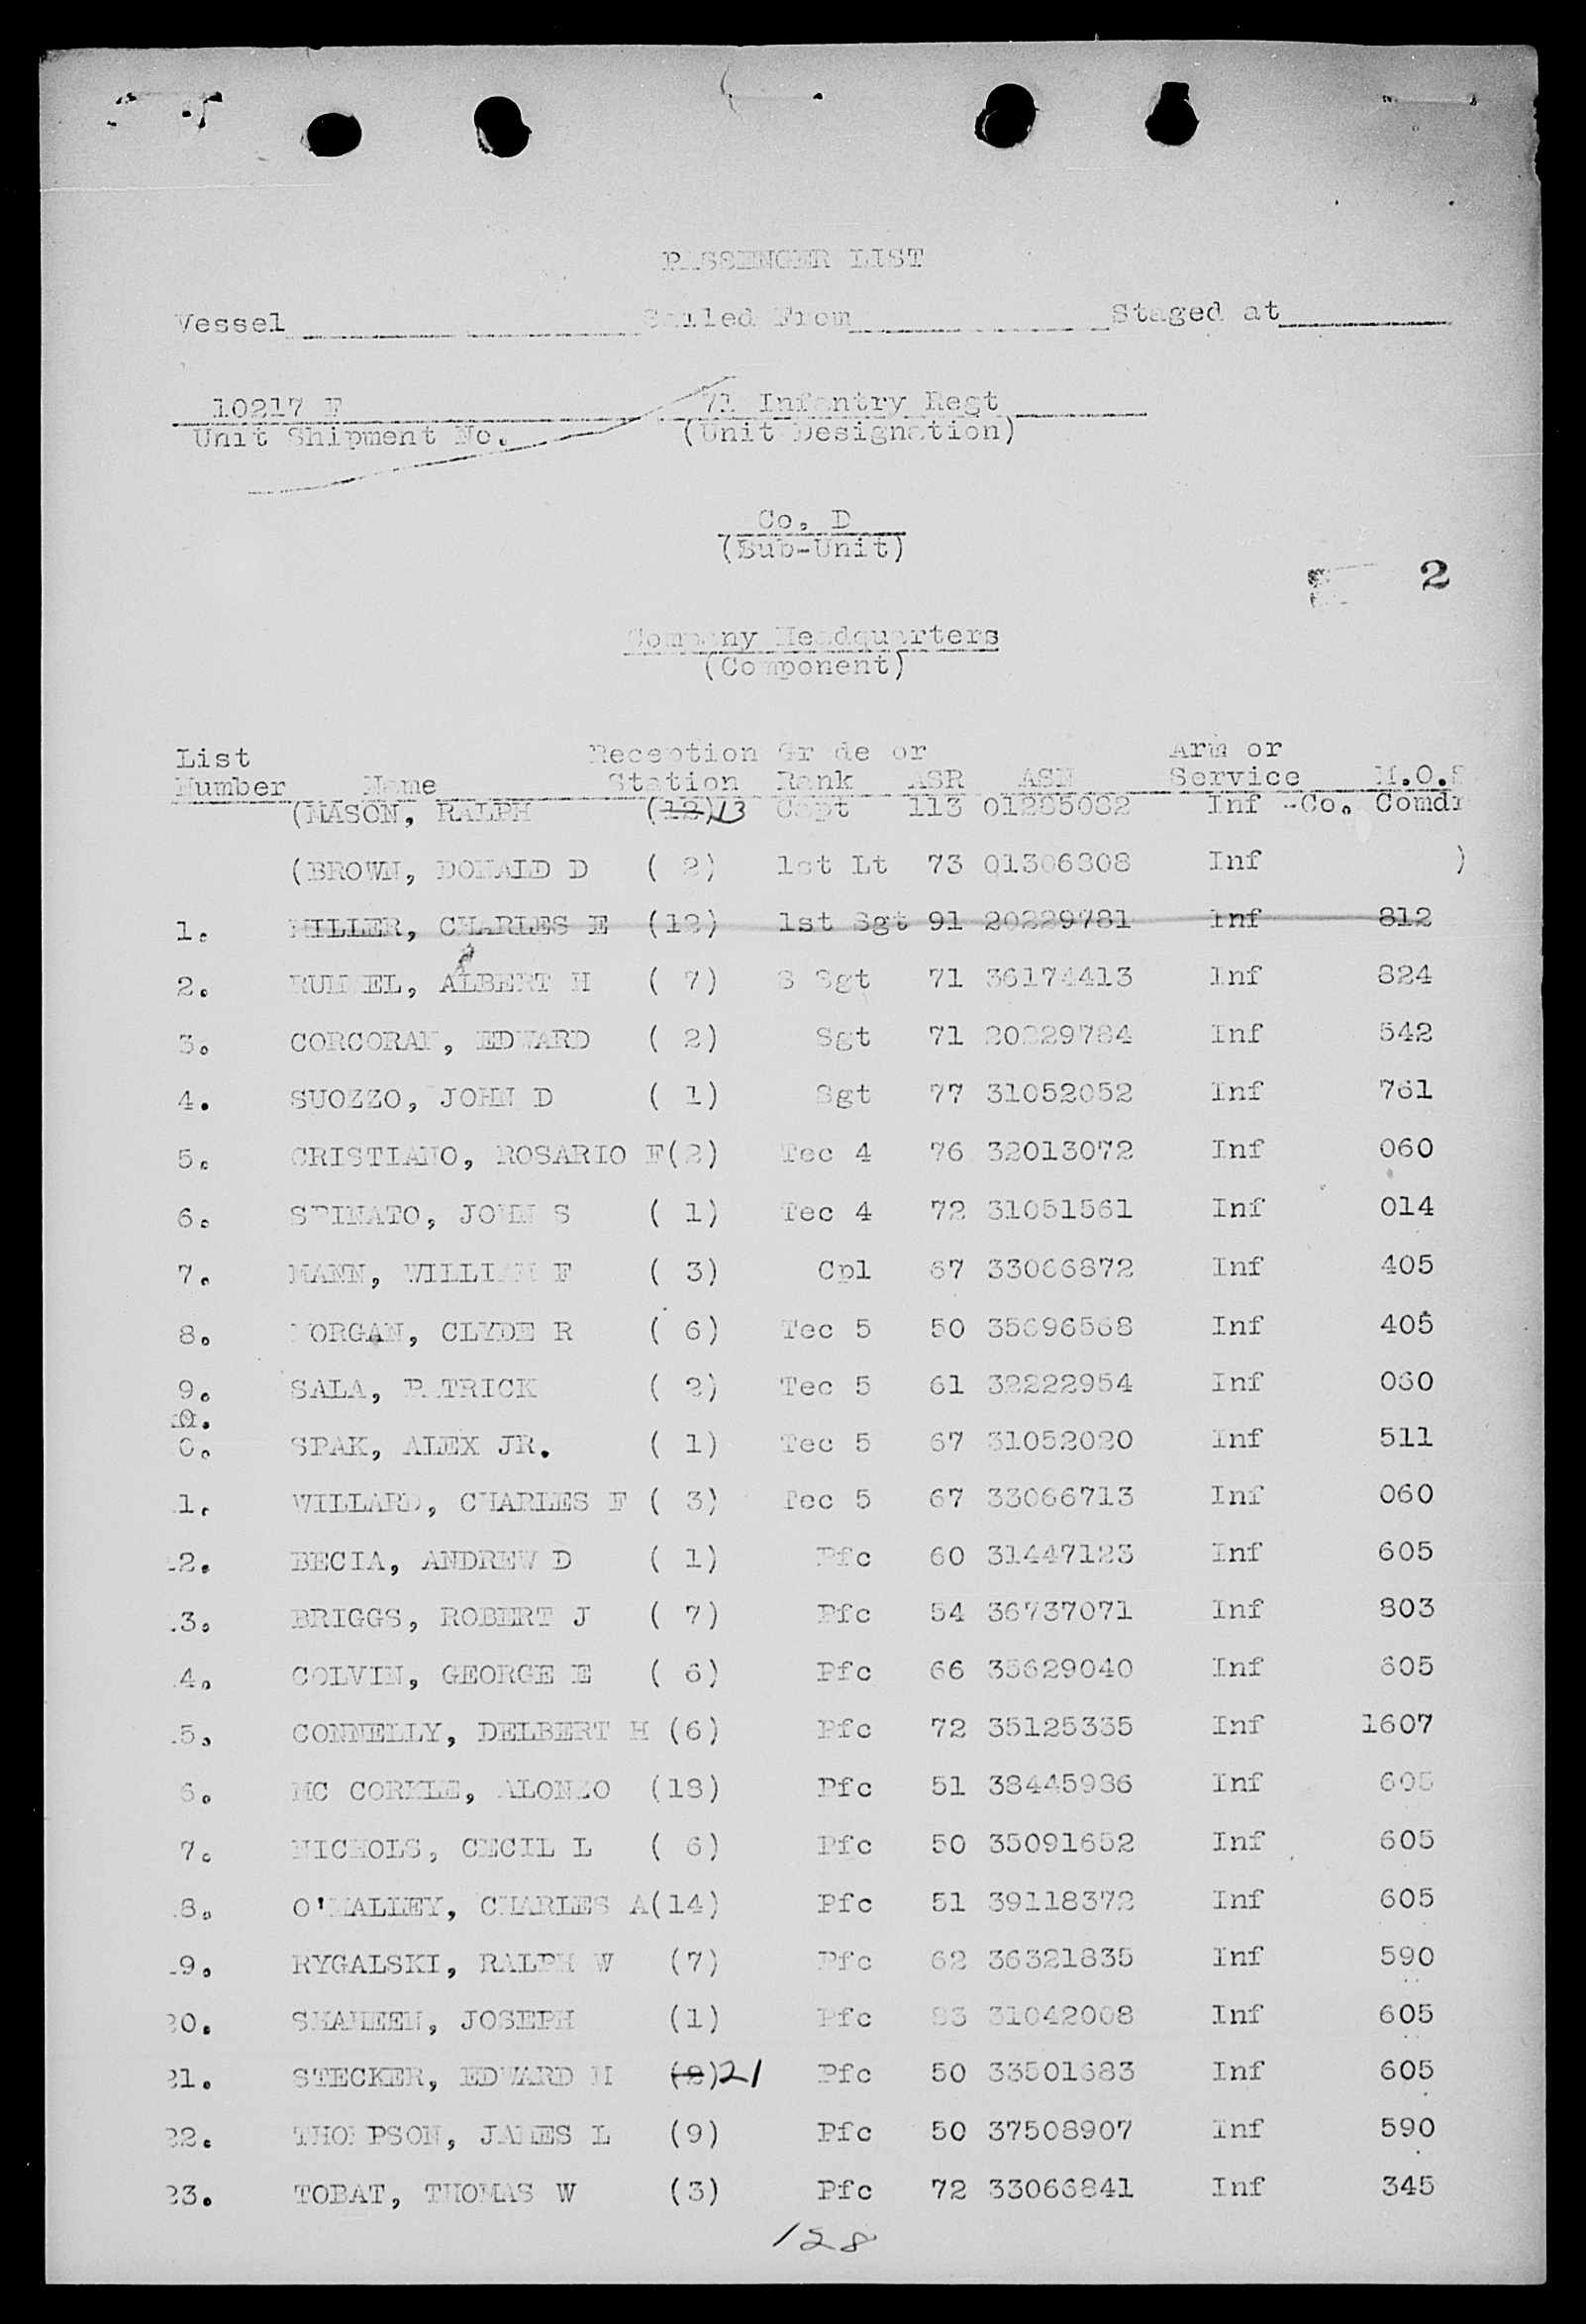 PASSENGER LIST
Vessel Sailed From Staged at
10217 F 71 Infantry Regt
Unit Shipment No. (Unit Designation)
Co. D
(Sub-Unit)
2
Company Headquarters
(Component)
List Reception Grade or Arm or
Number Name Station Rank ASR ASN Service M.O.S
(MASON, RALPH (12)13 Capt 113 01285082 Inf -Co. Comdr
(BROWN, DONALD D ( 2) 1st Lt 73 01306808 Inf )
1. MILLER, CHARLES E (12) 1st Sgt 91 20229781 Inf 812
2. RUMMEL, ALBERT H ( 7) S Sgt 71 36174413 Inf 824
3. CORCORAN, EDWARD ( 2) Sgt 71 20229784 Inf 542
4. SUOZZO, JOHN D ( 1) Sgt 77 31052052 Inf 761
5. CRISTIANO, ROSARIO F(2) Tec 4 76 32013072 Inf 060
6. SPINATO, JOHN S ( 1) Tec 4 72 31051561 Inf 014
7. MANN, WILLIAM F ( 3) Cpl 67 33066872 Inf 405
8. MORGAN, CLYDE R ( 6) Tec 5 50 35696568 Inf 405
9. SALA, PATRICK ( 2) Tec 5 61 32222954 Inf 060
0. SPAK, ALEX JR. ( 1) Tec 5 67 31052020 Inf 511
1. WILLARD, CHARLES F ( 3) Tec 5 67 33066713 Inf 060
12. BECIA, ANDREW D ( 1) Pfc 60 31447123 Inf 605
13. BRIGGS, ROBERT J ( 7) Pfc 54 36737071 Inf 803
14. COLVIN, GEORGE E ( 6) Pfc 66 35629040 Inf 605
15. CONNELLY, DELBERT H (6) Pfc 72 35125335 Inf 1607
6. MC CORKLE, ALONZO (18) Pfc 51 38445986 Inf 605
7. NICHOLS, CECIL L ( 6) Pfc 50 35091652 Inf 605
18. O'MALLEY, CHARLES A(14) Pfc 51 39118372 Inf 605
19. RYGALSKI, RALPH W (7) Pfc 62 36321835 Inf 590
20. SHAHEEN, JOSEPH (1) Pfc 83 31042008 Inf 605
21. STECKER, EDWARD M (2)21 Pfc 50 33501683 Inf 605
22. THOMPSON, JAMES L (9) Pfc 50 37508907 Inf 590
23. TOBAT, THOMAS W (3) Pfc 72 33066841 Inf 345
128